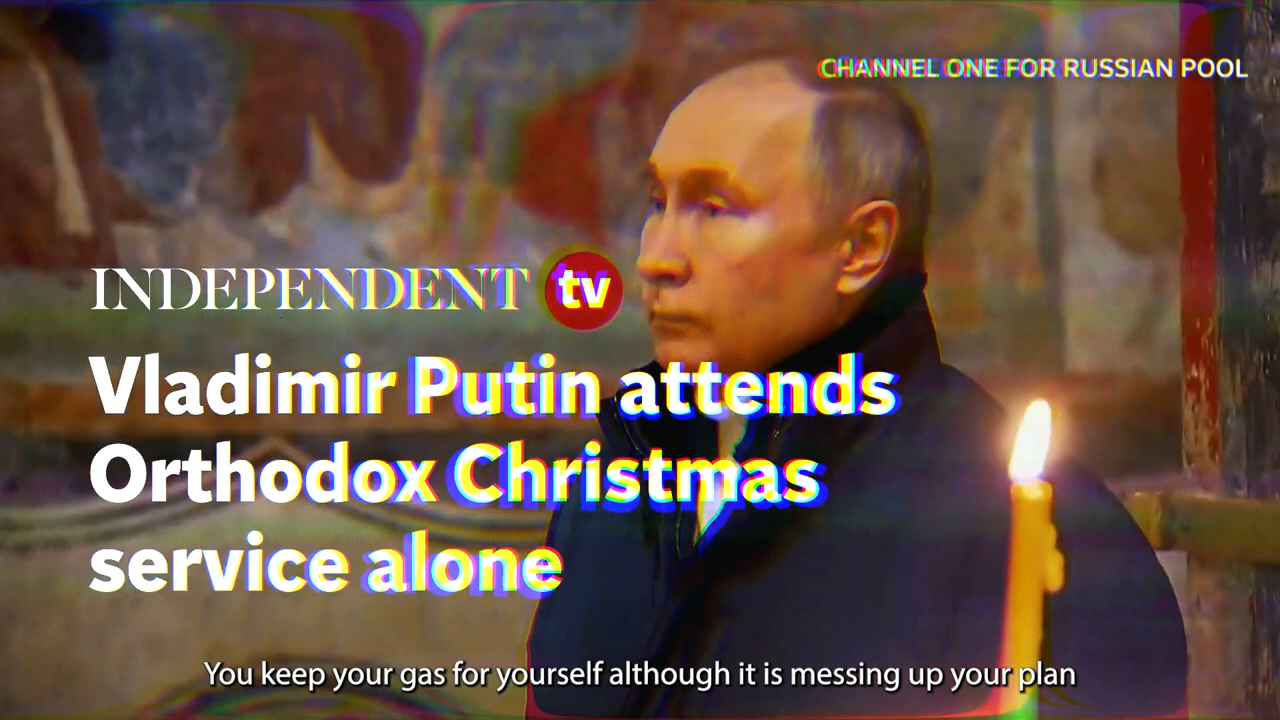 CHANNEL ONE FOR RUSSIAN POOL
INDEPENDENT tv
Vladimir Putin attends
Orthodox Christmas
service alone
You keep your gas for yourself although it is messing up your plan